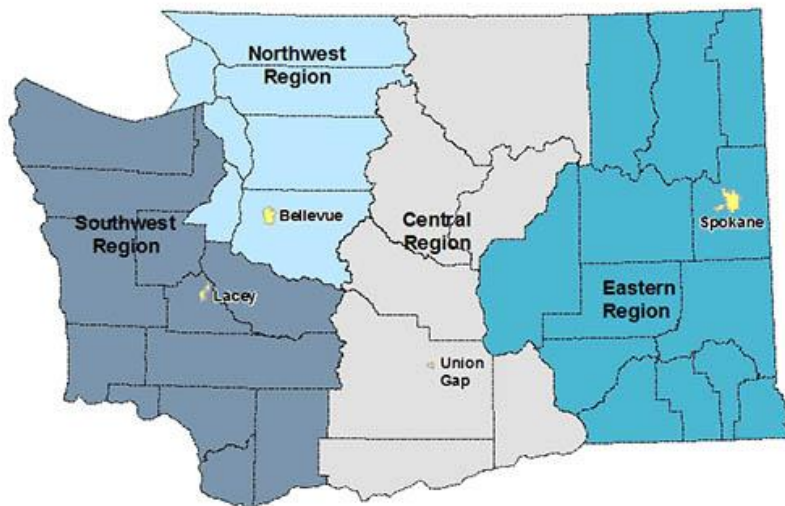 Northwest
Region
Bellevue
Spokane
Southwest
Region
Central
Region
Lacey
Eastern
Region
Union
Gap